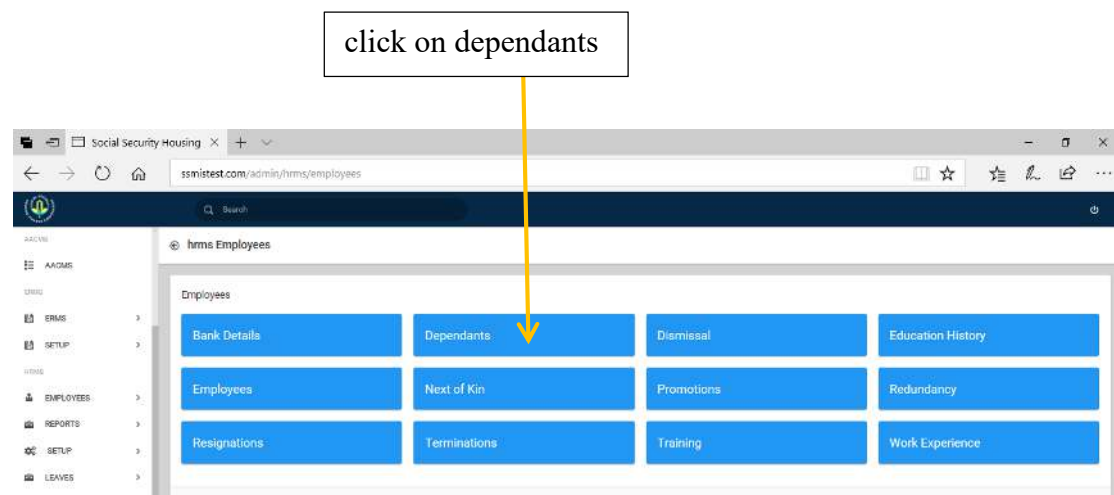 click on dependants
Social Security Housing
ssmistest.com/admin/hrms/employees
Search
AACMS
hrms Employees
AACMS
Employees
ERMS
Bank Details Dependants Dismissal Education History
SETUP
HRMS
Employees Next of Kin Promotions Redundancy
EMPLOYEES
REPORTS
Resignations Terminations Training Work Experience
SETUP
LEAVES